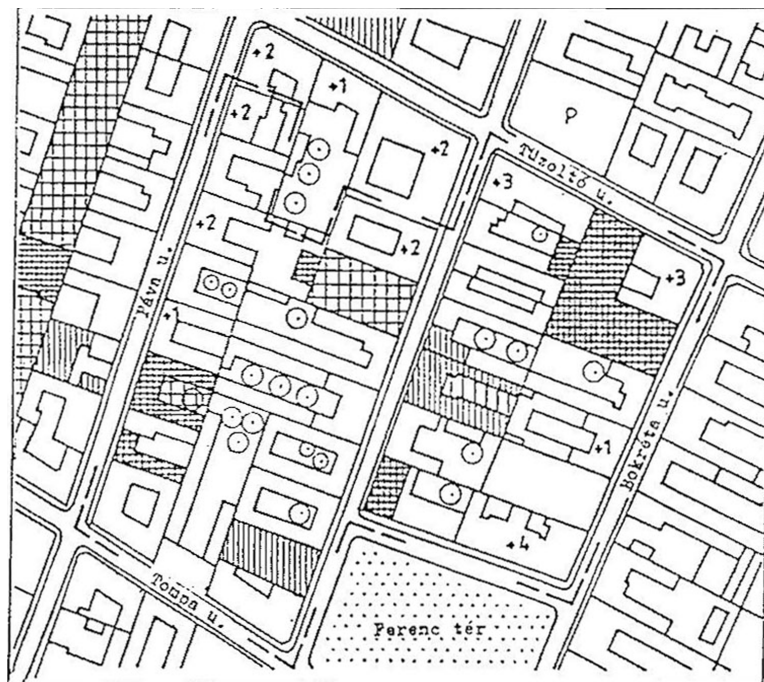 +2
+1
+2
+2
+3
Tűzoltó u.
+2
+2
+3
Páva u.
+1
+1
Bokréta u.
+4
Tompa u.
Ferenc tér